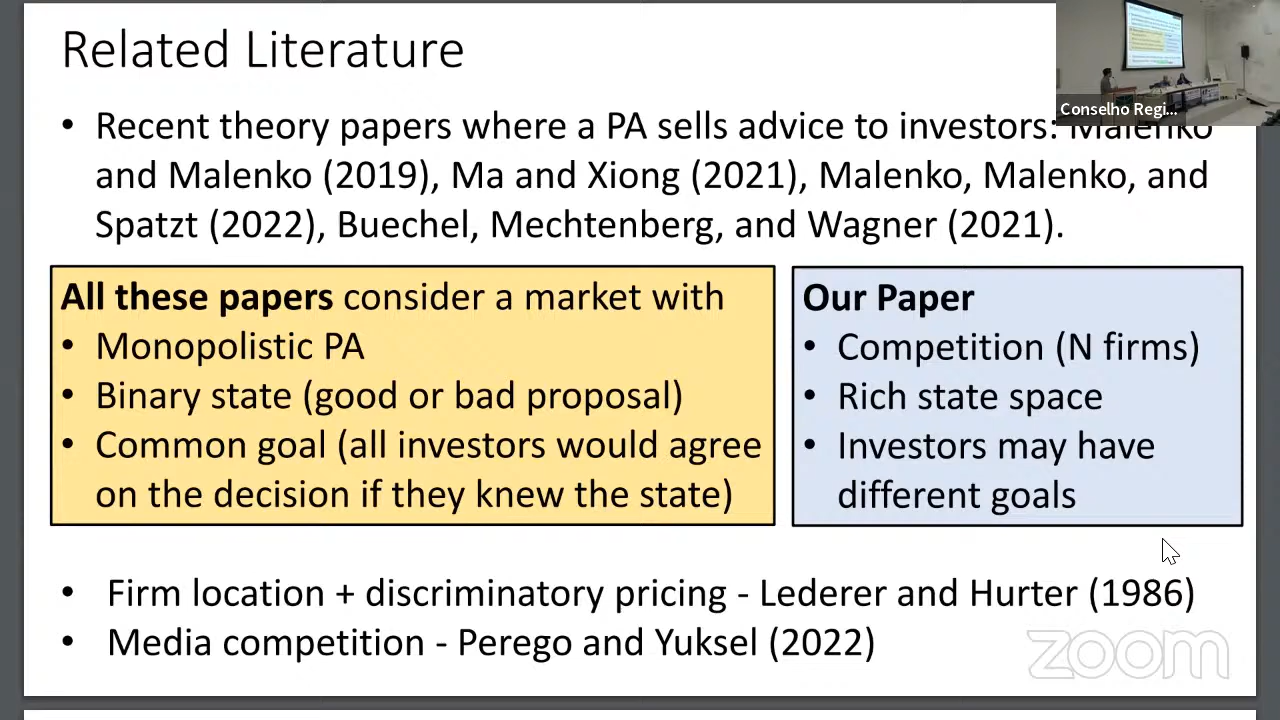 Related Literature
Conselho Regi...
• Recent theory papers where a PA sells advice to investors: Malenko
and Malenko (2019), Ma and Xiong (2021), Malenko, Malenko, and
Spatzt (2022), Buechel, Mechtenberg, and Wagner (2021).
All these papers consider a market with
• Monopolistic PA
• Binary state (good or bad proposal)
• Common goal (all investors would agree
on the decision if they knew the state)
Our Paper
• Competition (N firms)
• Rich state space
• Investors may have
different goals
• Firm location + discriminatory pricing - Lederer and Hurter (1986)
• Media competition - Perego and Yuksel (2022)
zoom